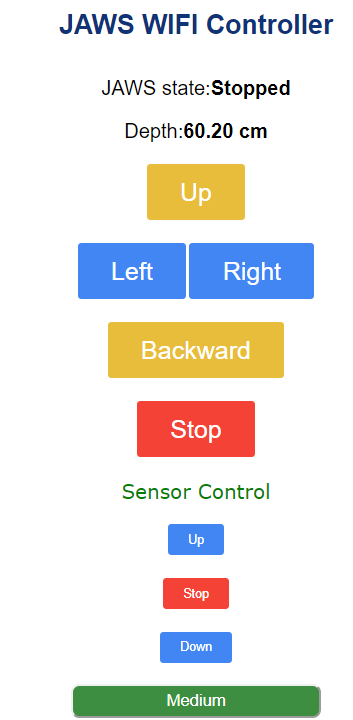 JAWS WIFI Controller
JAWS state:Stopped
Depth:60.20 cm
Up
Left Right
Backward
Stop
Sensor Control
Up
Stop
Down
Medium